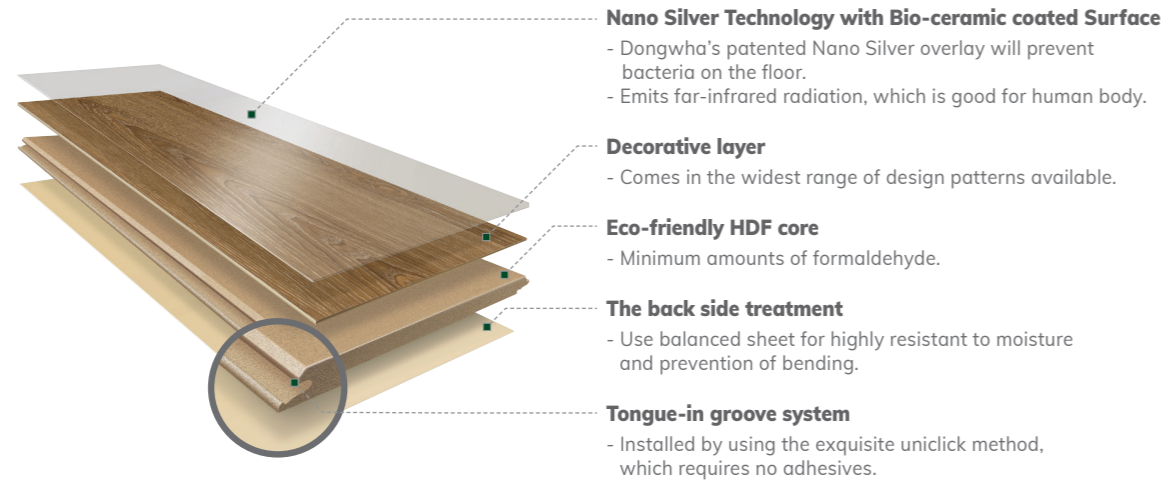 Nano Silver Technology with Bio-ceramic coated Surface
- Dongwha's patented Nano Silver overlay will prevent
bacteria on the floor.
- Emits far-infrared radiation, which is good for human body.
Decorative layer
- Comes in the widest range of design patterns available.
Eco-friendly HDF core
- Minimum amounts of formaldehyde.
The back side treatment
- Use balanced sheet for highly resistant to moisture
and prevention of bending.
Tongue-in groove system
- Installed by using the exquisite uniclick method,
which requires no adhesives.